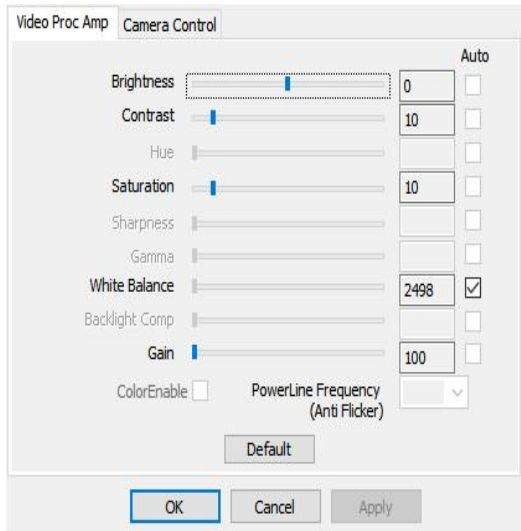 Video Proc Amp Camera Control
Auto
Brightness 0
Contrast 10
Hue
Saturation 10
Sharpness
Gamma
White Balance 2498
Backlight Comp
Gain 100
ColorEnable PowerLine Frequency
(Anti Flicker)
Default
OK Cancel Apply